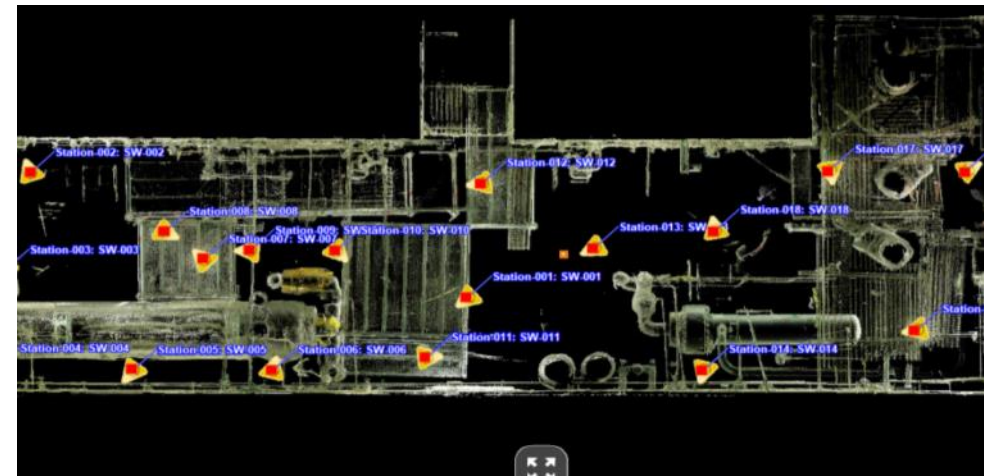 Station-002: SW-002
Station-012: SW-012
Station-017: SW-017
Station-008: SW-008
Station-018: SW-018
Station-009: SW
Station-010: SW-010
Station-013: SW
Station-007: SW-007
Station-003: SW-003
Station-001: SW-001
Station-
Station-011: SW-011
Station-004: SW-004
Station-005: SW-005
Station-006: SW-006
Station-014: SW-014